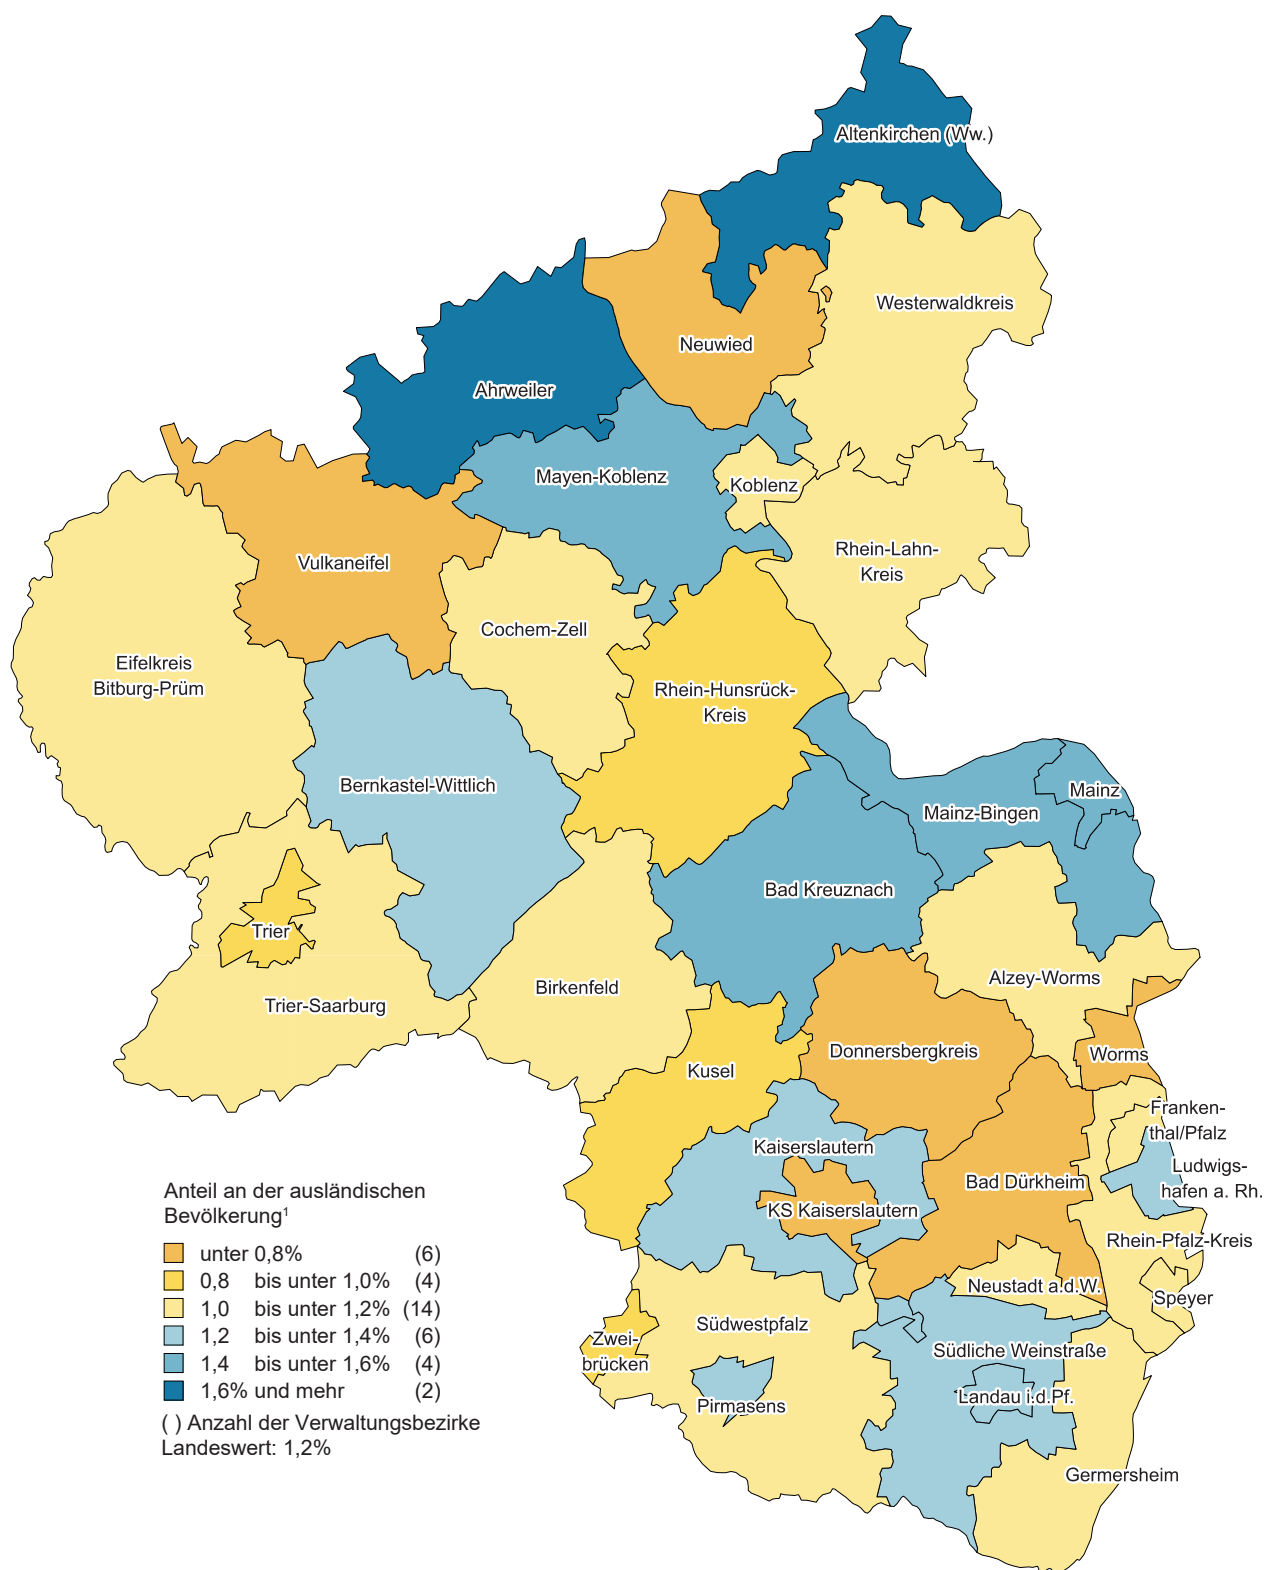 Altenkirchen (Ww.)
Westerwaldkreis
Neuwied
Ahrweiler
Mayen-Koblenz
Koblenz
Rhein-Lahn-
Kreis
Vulkaneifel
Cochem-Zell
Eifelkreis
Bitburg-Prüm
Rhein-Hunsrück-
Kreis
Bernkastel-Wittlich
Mainz
Mainz-Bingen
Bad Kreuznach
Trier
Alzey-Worms
Birkenfeld
Trier-Saarburg
Donnersbergkreis
Worms
Kusel
Franken-
thal/Pfalz
Kaiserslautern
Ludwigs-
hafen a. Rh.
Bad Dürkheim
KS Kaiserslautern
Rhein-Pfalz-Kreis
Neustadt a.d.W.
Speyer
Südwestpfalz
Zwei-
brücken
Südliche Weinstraße
Landau i.d.Pf.
Pirmasens
Germersheim
Anteil an der ausländischen
Bevölkerung¹
unter 0,8% (6)
0,8 bis unter 1,0% (4)
1,0 bis unter 1,2% (14)
1,2 bis unter 1,4% (6)
1,4 bis unter 1,6% (4)
1,6% und mehr (2)
( ) Anzahl der Verwaltungsbezirke
Landeswert: 1,2%